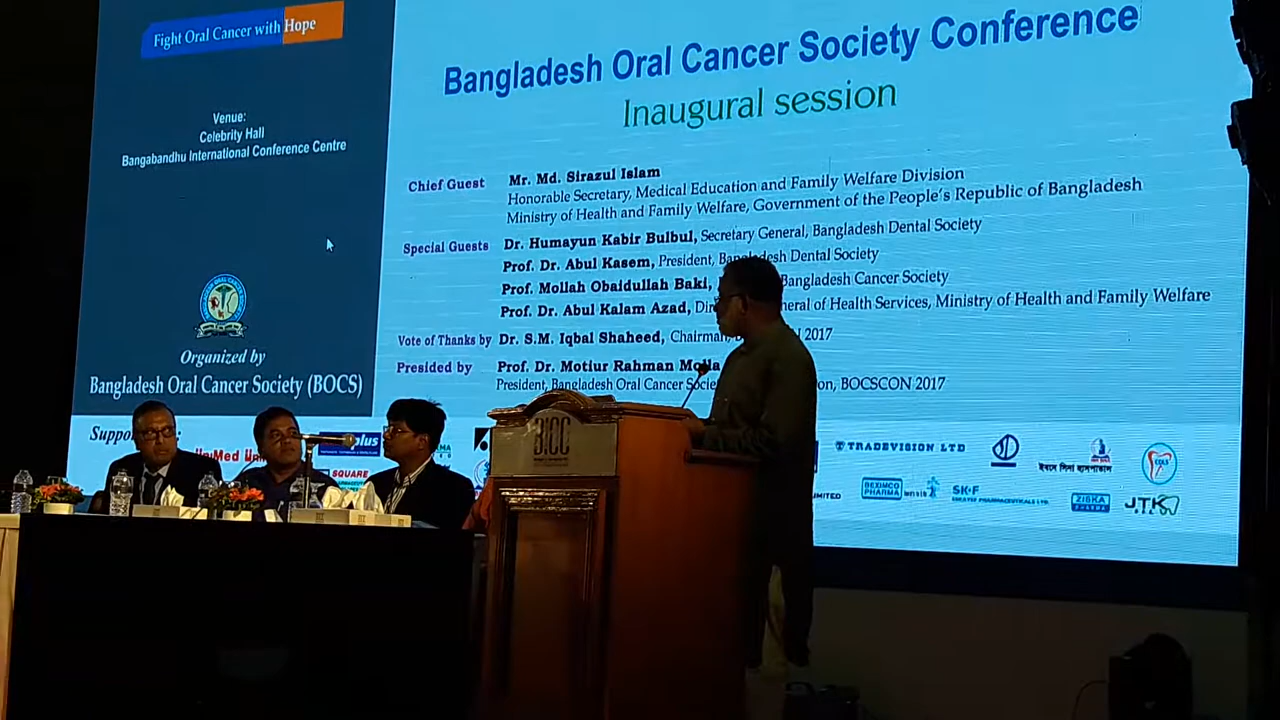 Fight Oral Cancer with Hope
Venue:
Celebrity Hall
Bangabandhu International Conference Centre
Organized by
Bangladesh Oral Cancer Society (BOCS)
Bangladesh Oral Cancer Society Conference
Inaugural session
Chief Guest Mr. Md. Sirazul Islam
Honorable Secretary, Medical Education and Family Welfare Division
Ministry of Health and Family Welfare, Government of the People's Republic of Bangladesh
Special Guests Dr. Humayun Kabir Bulbul, Secretary General, Bangladesh Dental Society
Prof. Dr. Abul Kasem, President, Bangladesh Dental Society
Prof. Mollah Obaidullah Baki, Bangladesh Cancer Society
Prof. Dr. Abul Kalam Azad, of Health Services, Ministry of Health and Family Welfare
Vote of Thanks by Dr. S.M. Iqbal Shaheed, Chairman, 2017
Presided by Prof. Dr. Motiur Rahman Molla
President, Bangladesh Oral Cancer BOCSCON 2017
plus
SQUARE
TRADEVISION LTD
ইবনে সিনা হাসপাতাল
BEXIMCO
PHARMA
SK+F
ZISKA
J.T.K
BICC